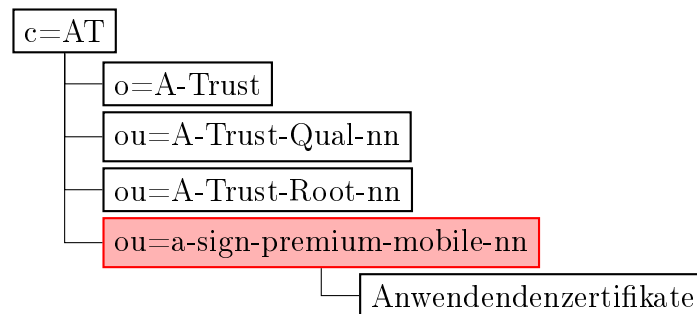 c=AT
o=A-Trust
ou=A-Trust-Qual-nn
ou=A-Trust-Root-nn
ou=a-sign-premium-mobile-nn
Anwendendenzertifikate